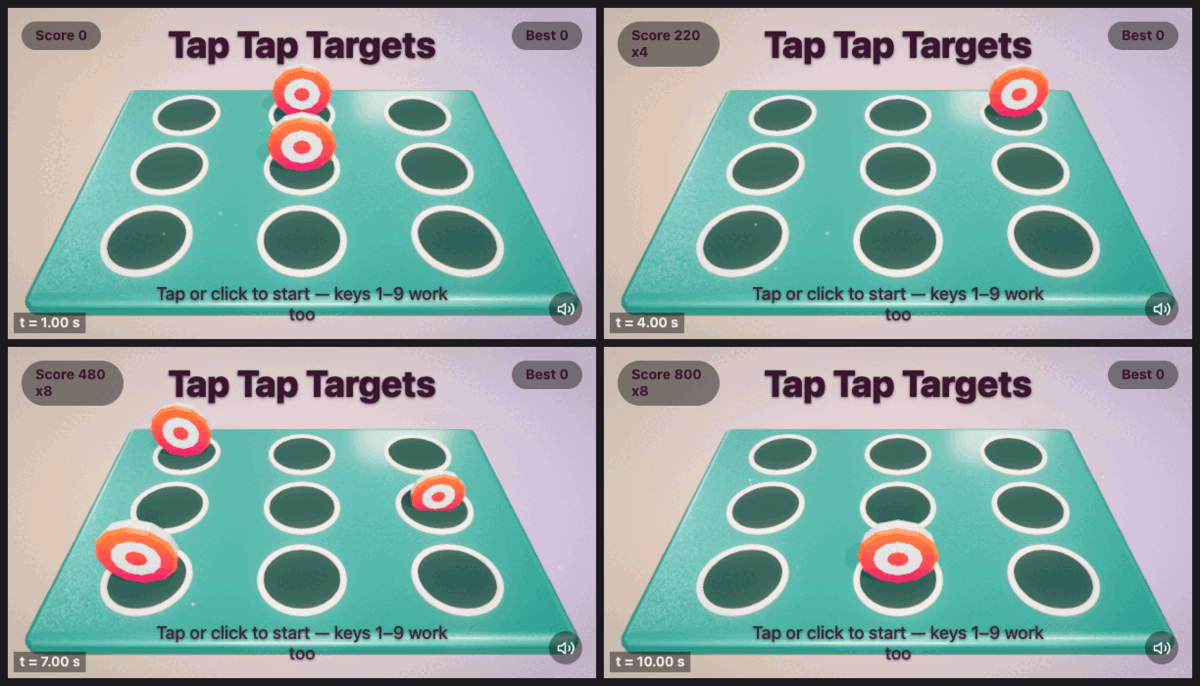 Score 0
Tap Tap Targets
Best 0
Tap or click to start — keys 1–9 work
too
t = 1.00 s
Score 220
x4
Tap Tap Targets
Best 0
Tap or click to start — keys 1–9 work
too
t = 4.00 s
Score 480
x8
Tap Tap Targets
Best 0
Tap or click to start — keys 1–9 work
too
t = 7.00 s
Score 800
x8
Tap Tap Targets
Best 0
Tap or click to start — keys 1–9 work
too
t = 10.00 s